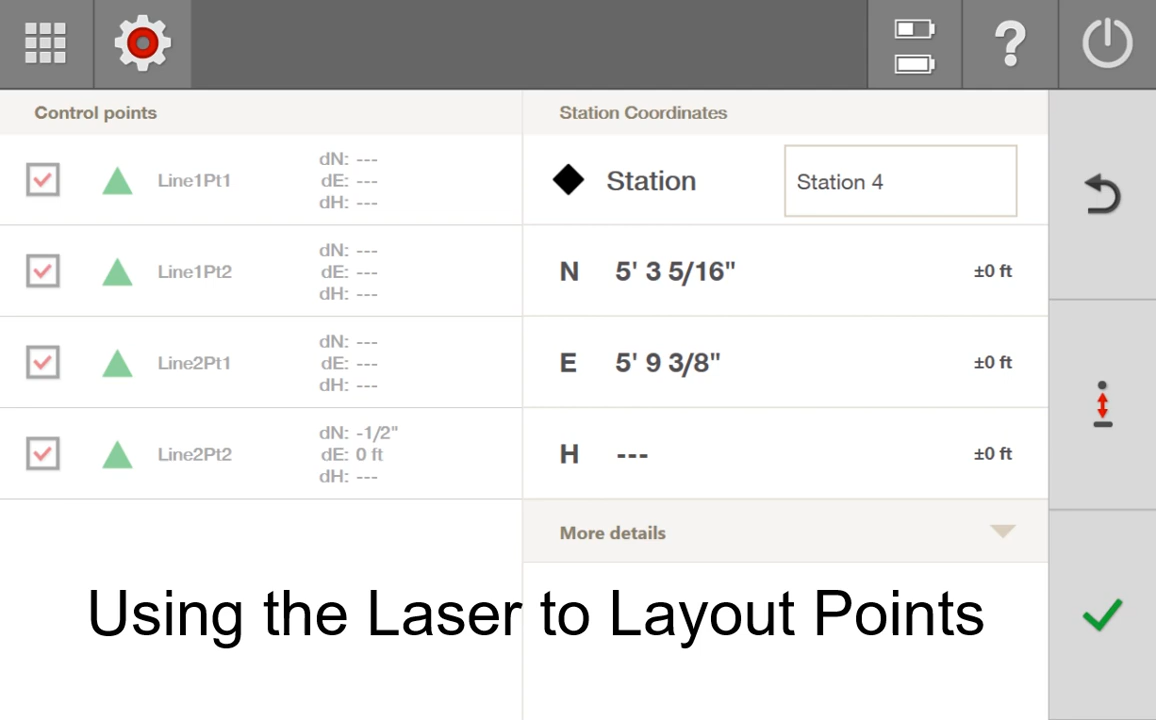 ?
Control points
Station Coordinates
Line1Pt1
dN: ---
dE: ---
dH: ---
Station
Station 4
Line1Pt2
dN: ---
dE: ---
dH: ---
N 5' 3 5/16" ±0 ft
Line2Pt1
dN: ---
dE: ---
dH: ---
E 5' 9 3/8" ±0 ft
Line2Pt2
dN: -1/2"
dE: 0 ft
dH: ---
H --- ±0 ft
More details
Using the Laser to Layout Points